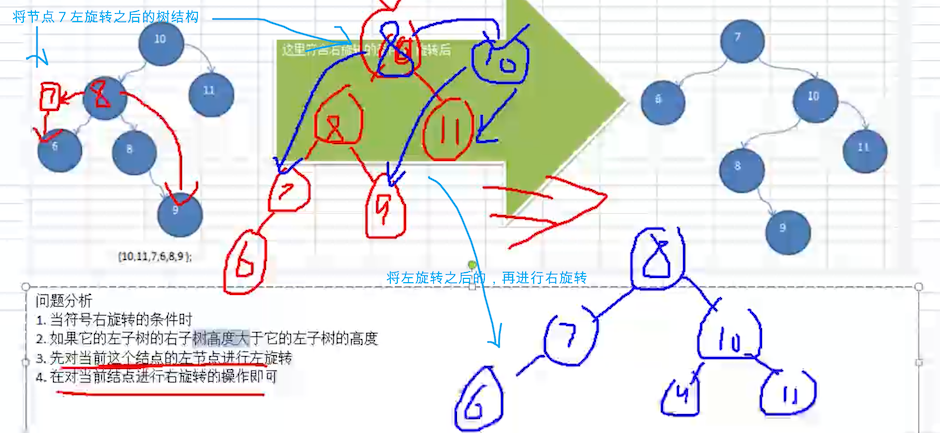 将节点7左旋转之后的树结构
10
11
7
8
6
8
9
{10,11,7,6,8,9 };
这里符合右旋转的
旋转后
10
8
11
7
9
6
7
6
10
8
11
9
将左旋转之后的，再进行右旋转
8
7
10
6
11
问题分析
1. 当符号右旋转的条件时
2. 如果它的左子树的右子树高度大于它的左子树的高度
3. 先对当前这个结点的左节点进行左旋转
4. 在对当前结点进行右旋转的操作即可